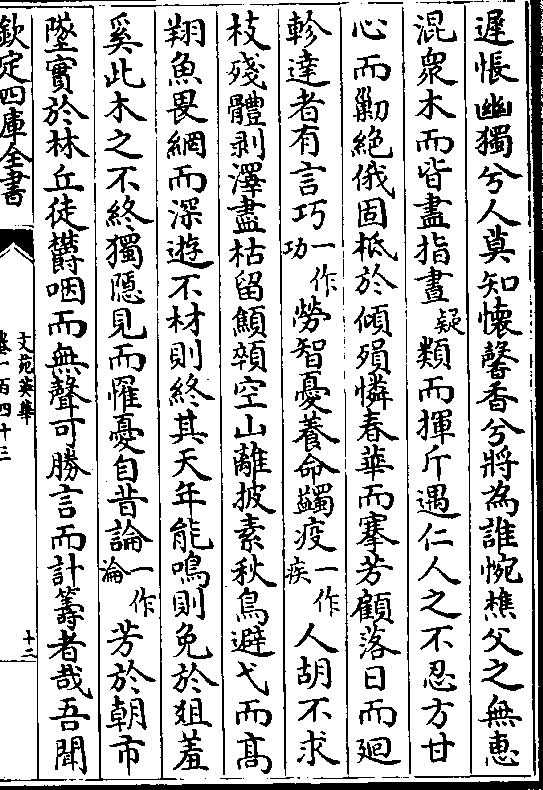 遲悵幽獨兮人莫知懷馨香兮將為誰惋樵父之無惠
混衆木而皆盡指晝疑類而揮斤遇仁人之不忍方甘
心而勦絶俄固柢於傾殞憐春華而搴芳顧落日而廻
軫達者有言巧一作功勞智憂養命蠲疫一作疾人胡不求
枝殘體剥澤盡枯留顦顇空山離披素秋鳥避弋而高
翔魚畏網而深遊不材則終其天年能鳴則免於俎羞
奚此木之不終獨隱見而罹憂自昔論一作淪芳於朝市
墜實於林丘徒欝咽而無聲可勝言而計籌者哉吾聞
欽定四庫全書
文苑英華
卷一百四十三
十二